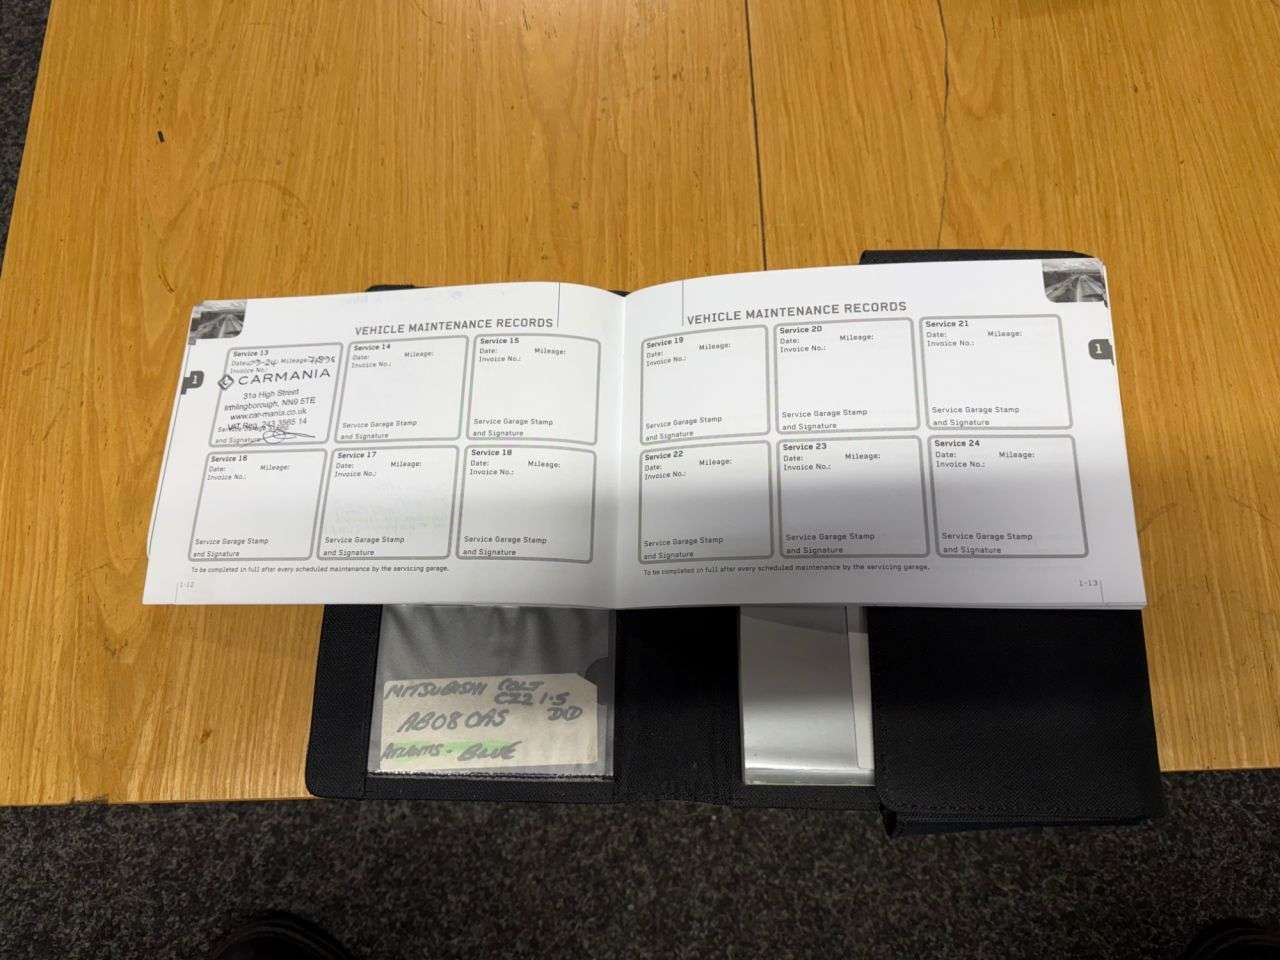 VEHICLE MAINTENANCE RECORDS
1
Service 13
Date: Mileage:
Invoice No.:
CARMANIA
31a High Street
Irthlingborough, NN9 5TE
www.car-mania.co.uk
VAT Reg. 243 3565 14
and Signature
Service 14
Date: Mileage:
Invoice No.:
Service Garage Stamp
and Signature
Service 15
Date: Mileage:
Invoice No.:
Service Garage Stamp
and Signature
Service 16
Date: Mileage:
Invoice No.:
Service Garage Stamp
and Signature
Service 17
Date: Mileage:
Invoice No.:
Service Garage Stamp
and Signature
Service 18
Date: Mileage:
Invoice No.:
Service Garage Stamp
and Signature
To be completed in full after every scheduled maintenance by the servicing garage.
1-12
VEHICLE MAINTENANCE RECORDS
1
Service 19
Date: Mileage:
Invoice No.:
Service Garage Stamp
and Signature
Service 20
Date: Mileage:
Invoice No.:
Service Garage Stamp
and Signature
Service 21
Date: Mileage:
Invoice No.:
Service Garage Stamp
and Signature
Service 22
Date: Mileage:
Invoice No.:
Service Garage Stamp
and Signature
Service 23
Date: Mileage:
Invoice No.:
Service Garage Stamp
and Signature
Service 24
Date: Mileage:
Invoice No.:
Service Garage Stamp
and Signature
To be completed in full after every scheduled maintenance by the servicing garage.
1-13
MITSUBISHI COLT
CZ2 1.5
AB08 OAS DID
ATLANTIS - BLUE